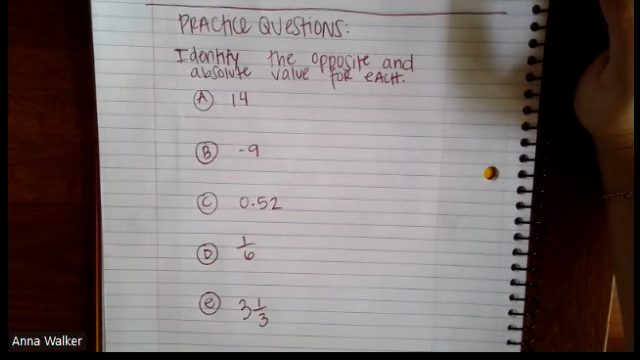 PRACTICE QUESTIONS:
Identify the opposite and
absolute value for each.
A 14
B -9
C 0.52
D 1/6
E 3 1/3
Anna Walker